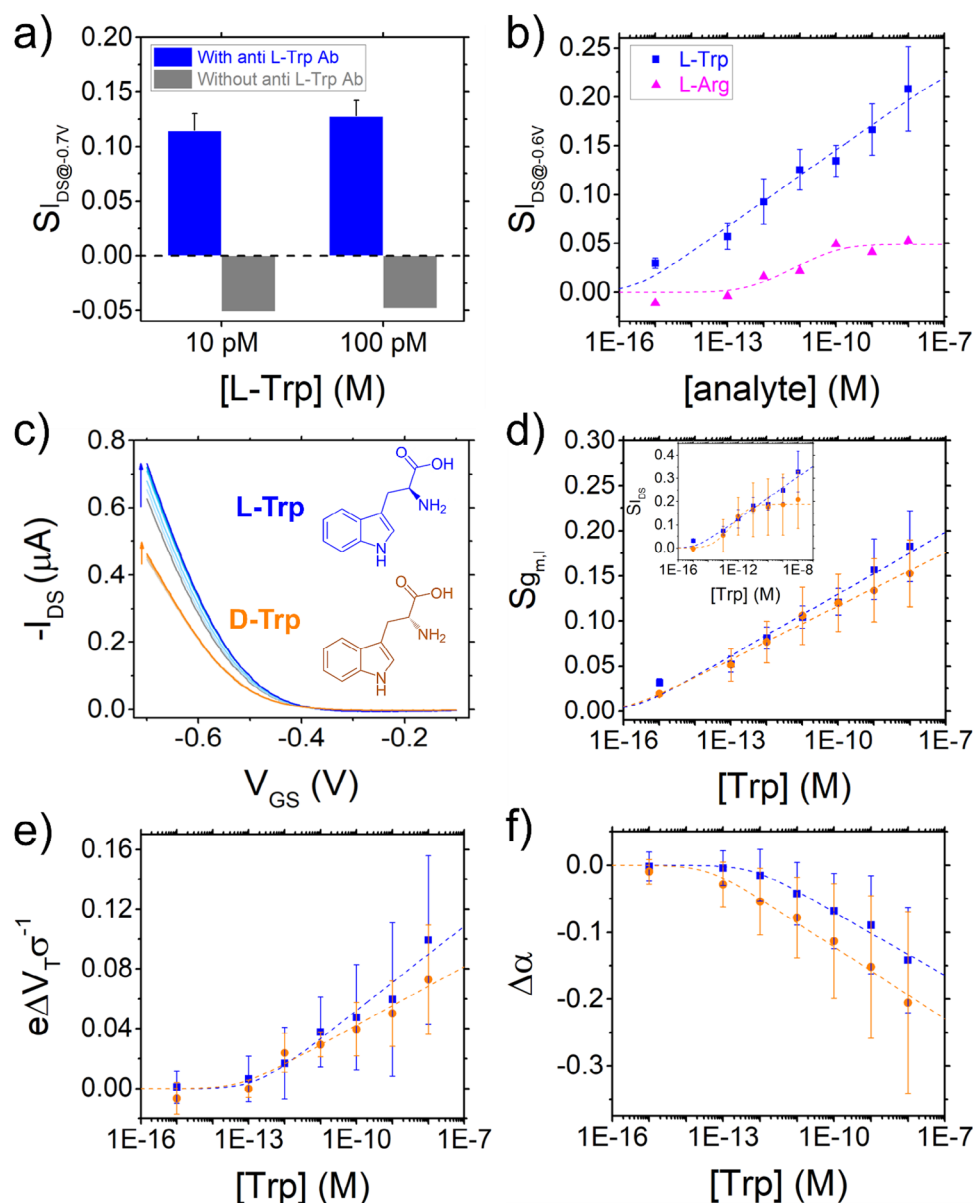 a)
0.20
0.15
0.10
0.05
0.00
-0.05
SI_DS@-0.7V
With anti L-Trp Ab
Without anti L-Trp Ab
10 pM
100 pM
[L-Trp] (M)
b)
0.25
0.20
0.15
0.10
0.05
0.00
SI_DS@-0.6V
L-Trp
L-Arg
1E-16
1E-13
1E-10
1E-7
[analyte] (M)
c)
0.8
0.6
0.4
0.2
0.0
-I_DS (μA)
L-Trp
D-Trp
O
OH
NH₂
N
H
O
OH
NH₂
N
H
-0.6
-0.4
-0.2
V_GS (V)
d)
0.30
0.25
0.20
0.15
0.10
0.05
0.00
Sg_m,l
0.4
0.3
0.2
0.1
0.0
SI_DS
1E-16
1E-12
1E-8
[Trp] (M)
1E-16
1E-13
1E-10
1E-7
[Trp] (M)
e)
0.16
0.12
0.08
0.04
0.00
eΔV_Tσ⁻¹
1E-16
1E-13
1E-10
1E-7
[Trp] (M)
f)
0.0
-0.1
-0.2
-0.3
Δα
1E-16
1E-13
1E-10
1E-7
[Trp] (M)